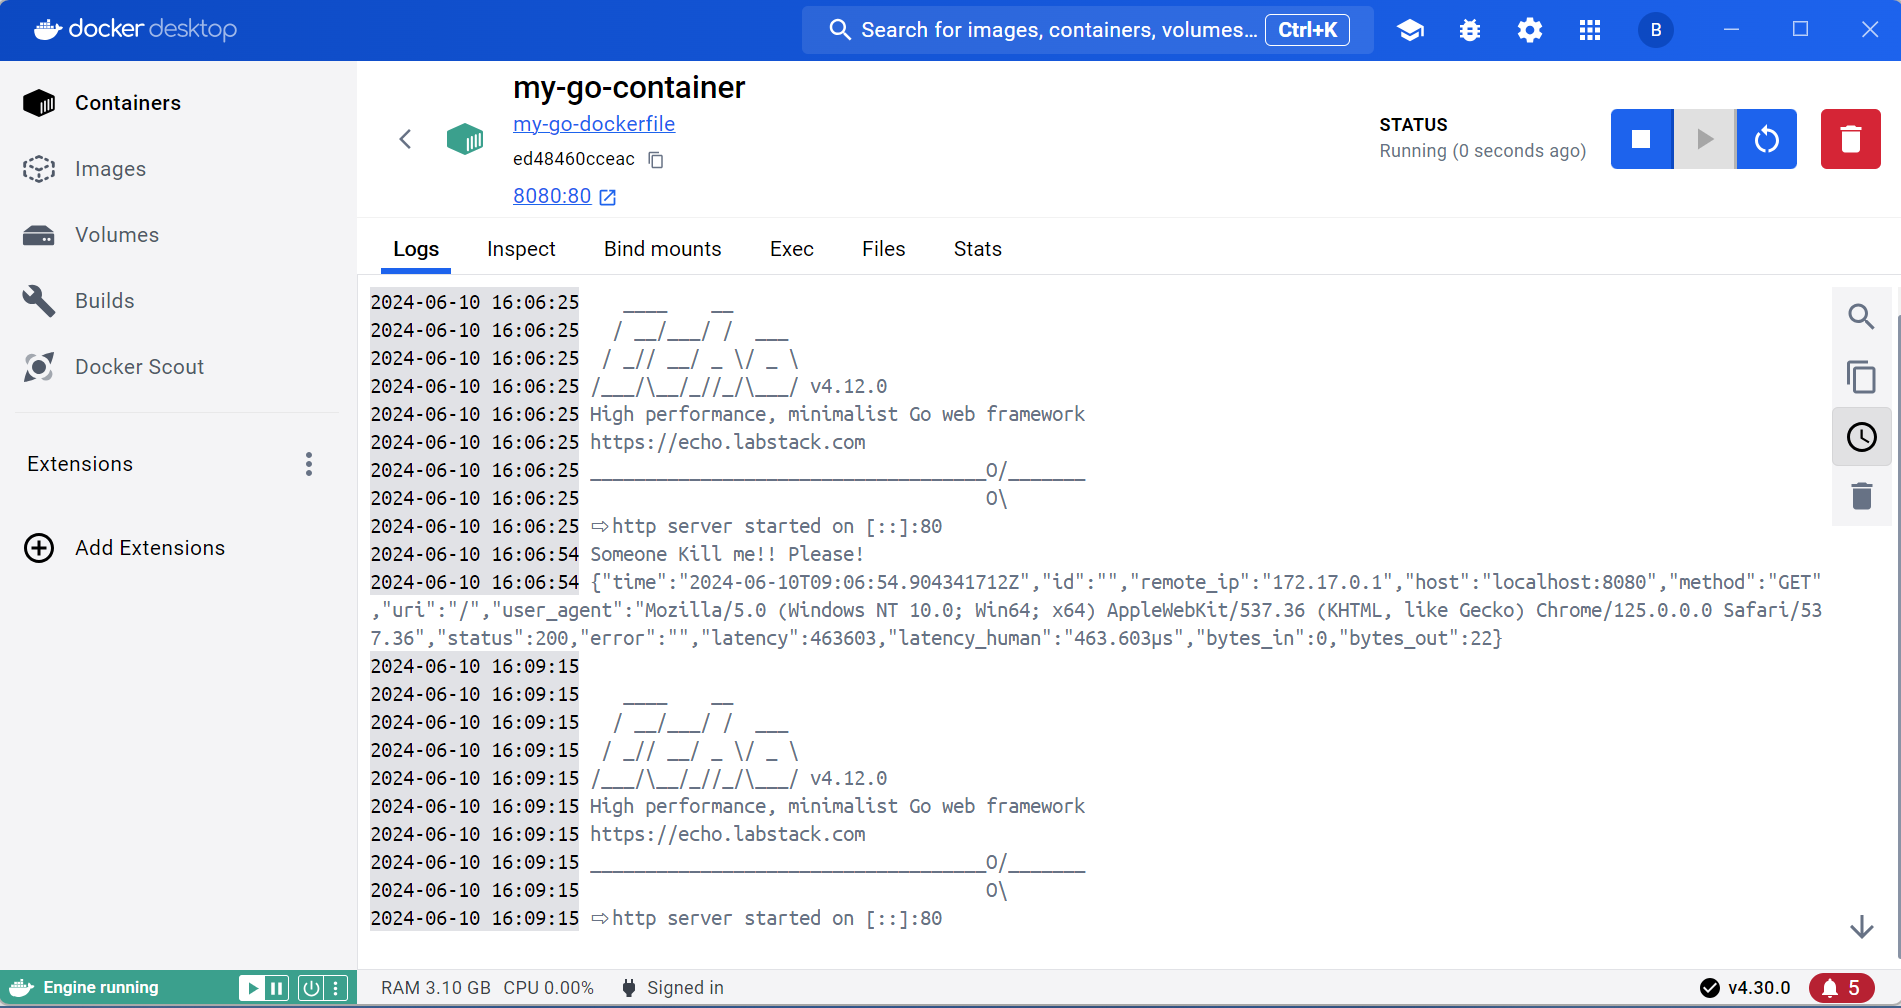 docker desktop
Search for images, containers, volumes... Ctrl+K
B
Containers
Images
Volumes
Builds
Docker Scout
Extensions
Add Extensions
my-go-container
my-go-dockerfile
ed48460cceac
8080:80
STATUS
Running (0 seconds ago)
Logs Inspect Bind mounts Exec Files Stats
2024-06-10 16:06:25    ____    __
2024-06-10 16:06:25   / __/___/ /  ___
2024-06-10 16:06:25  / _// __/ _ \/ _ \
2024-06-10 16:06:25 /___/\__/_//_/\___/ v4.12.0
2024-06-10 16:06:25 High performance, minimalist Go web framework
2024-06-10 16:06:25 https://echo.labstack.com
2024-06-10 16:06:25 ____________________________________O/_______
2024-06-10 16:06:25                                     O\
2024-06-10 16:06:25 ⇨http server started on [::]:80
2024-06-10 16:06:54 Someone Kill me!! Please!
2024-06-10 16:06:54 {"time":"2024-06-10T09:06:54.904341712Z","id":"","remote_ip":"172.17.0.1","host":"localhost:8080","method":"GET"
,"uri":"/","user_agent":"Mozilla/5.0 (Windows NT 10.0; Win64; x64) AppleWebKit/537.36 (KHTML, like Gecko) Chrome/125.0.0.0 Safari/53
7.36","status":200,"error":"","latency":463603,"latency_human":"463.603µs","bytes_in":0,"bytes_out":22}
2024-06-10 16:09:15
2024-06-10 16:09:15    ____    __
2024-06-10 16:09:15   / __/___/ /  ___
2024-06-10 16:09:15  / _// __/ _ \/ _ \
2024-06-10 16:09:15 /___/\__/_//_/\___/ v4.12.0
2024-06-10 16:09:15 High performance, minimalist Go web framework
2024-06-10 16:09:15 https://echo.labstack.com
2024-06-10 16:09:15 ____________________________________O/_______
2024-06-10 16:09:15                                     O\
2024-06-10 16:09:15 ⇨http server started on [::]:80
Engine running
RAM 3.10 GB CPU 0.00% Signed in
v4.30.0
5